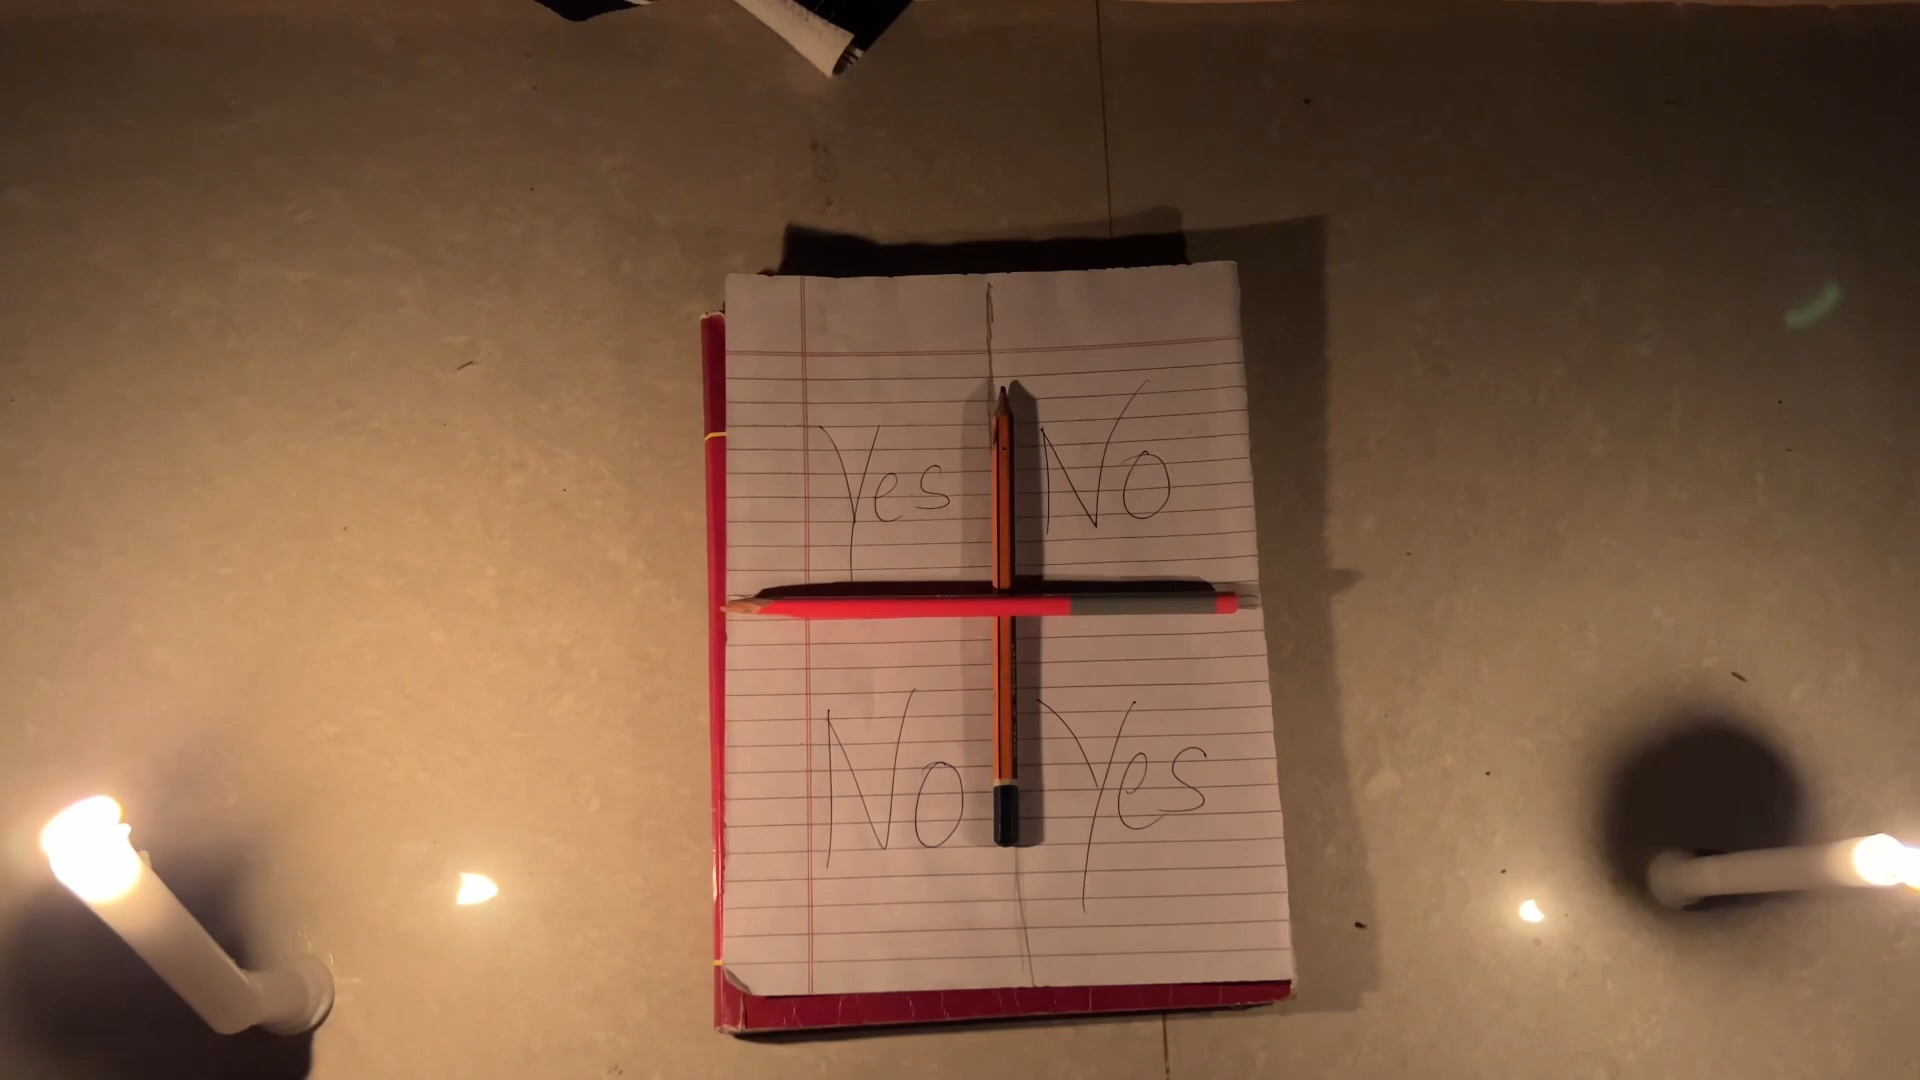 Yes No
No Yes